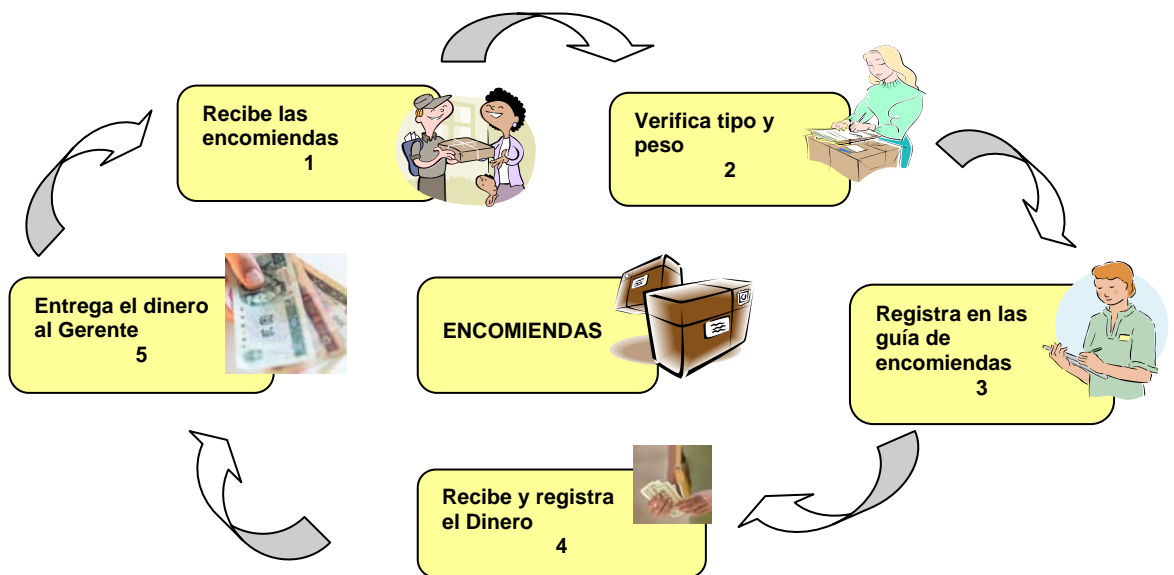 Recibe las
encomiendas
1
Verifica tipo y
peso
2
Registra en las
guía de
encomiendas
3
Recibe y registra
el Dinero
4
Entrega el dinero
al Gerente
5
ENCOMIENDAS